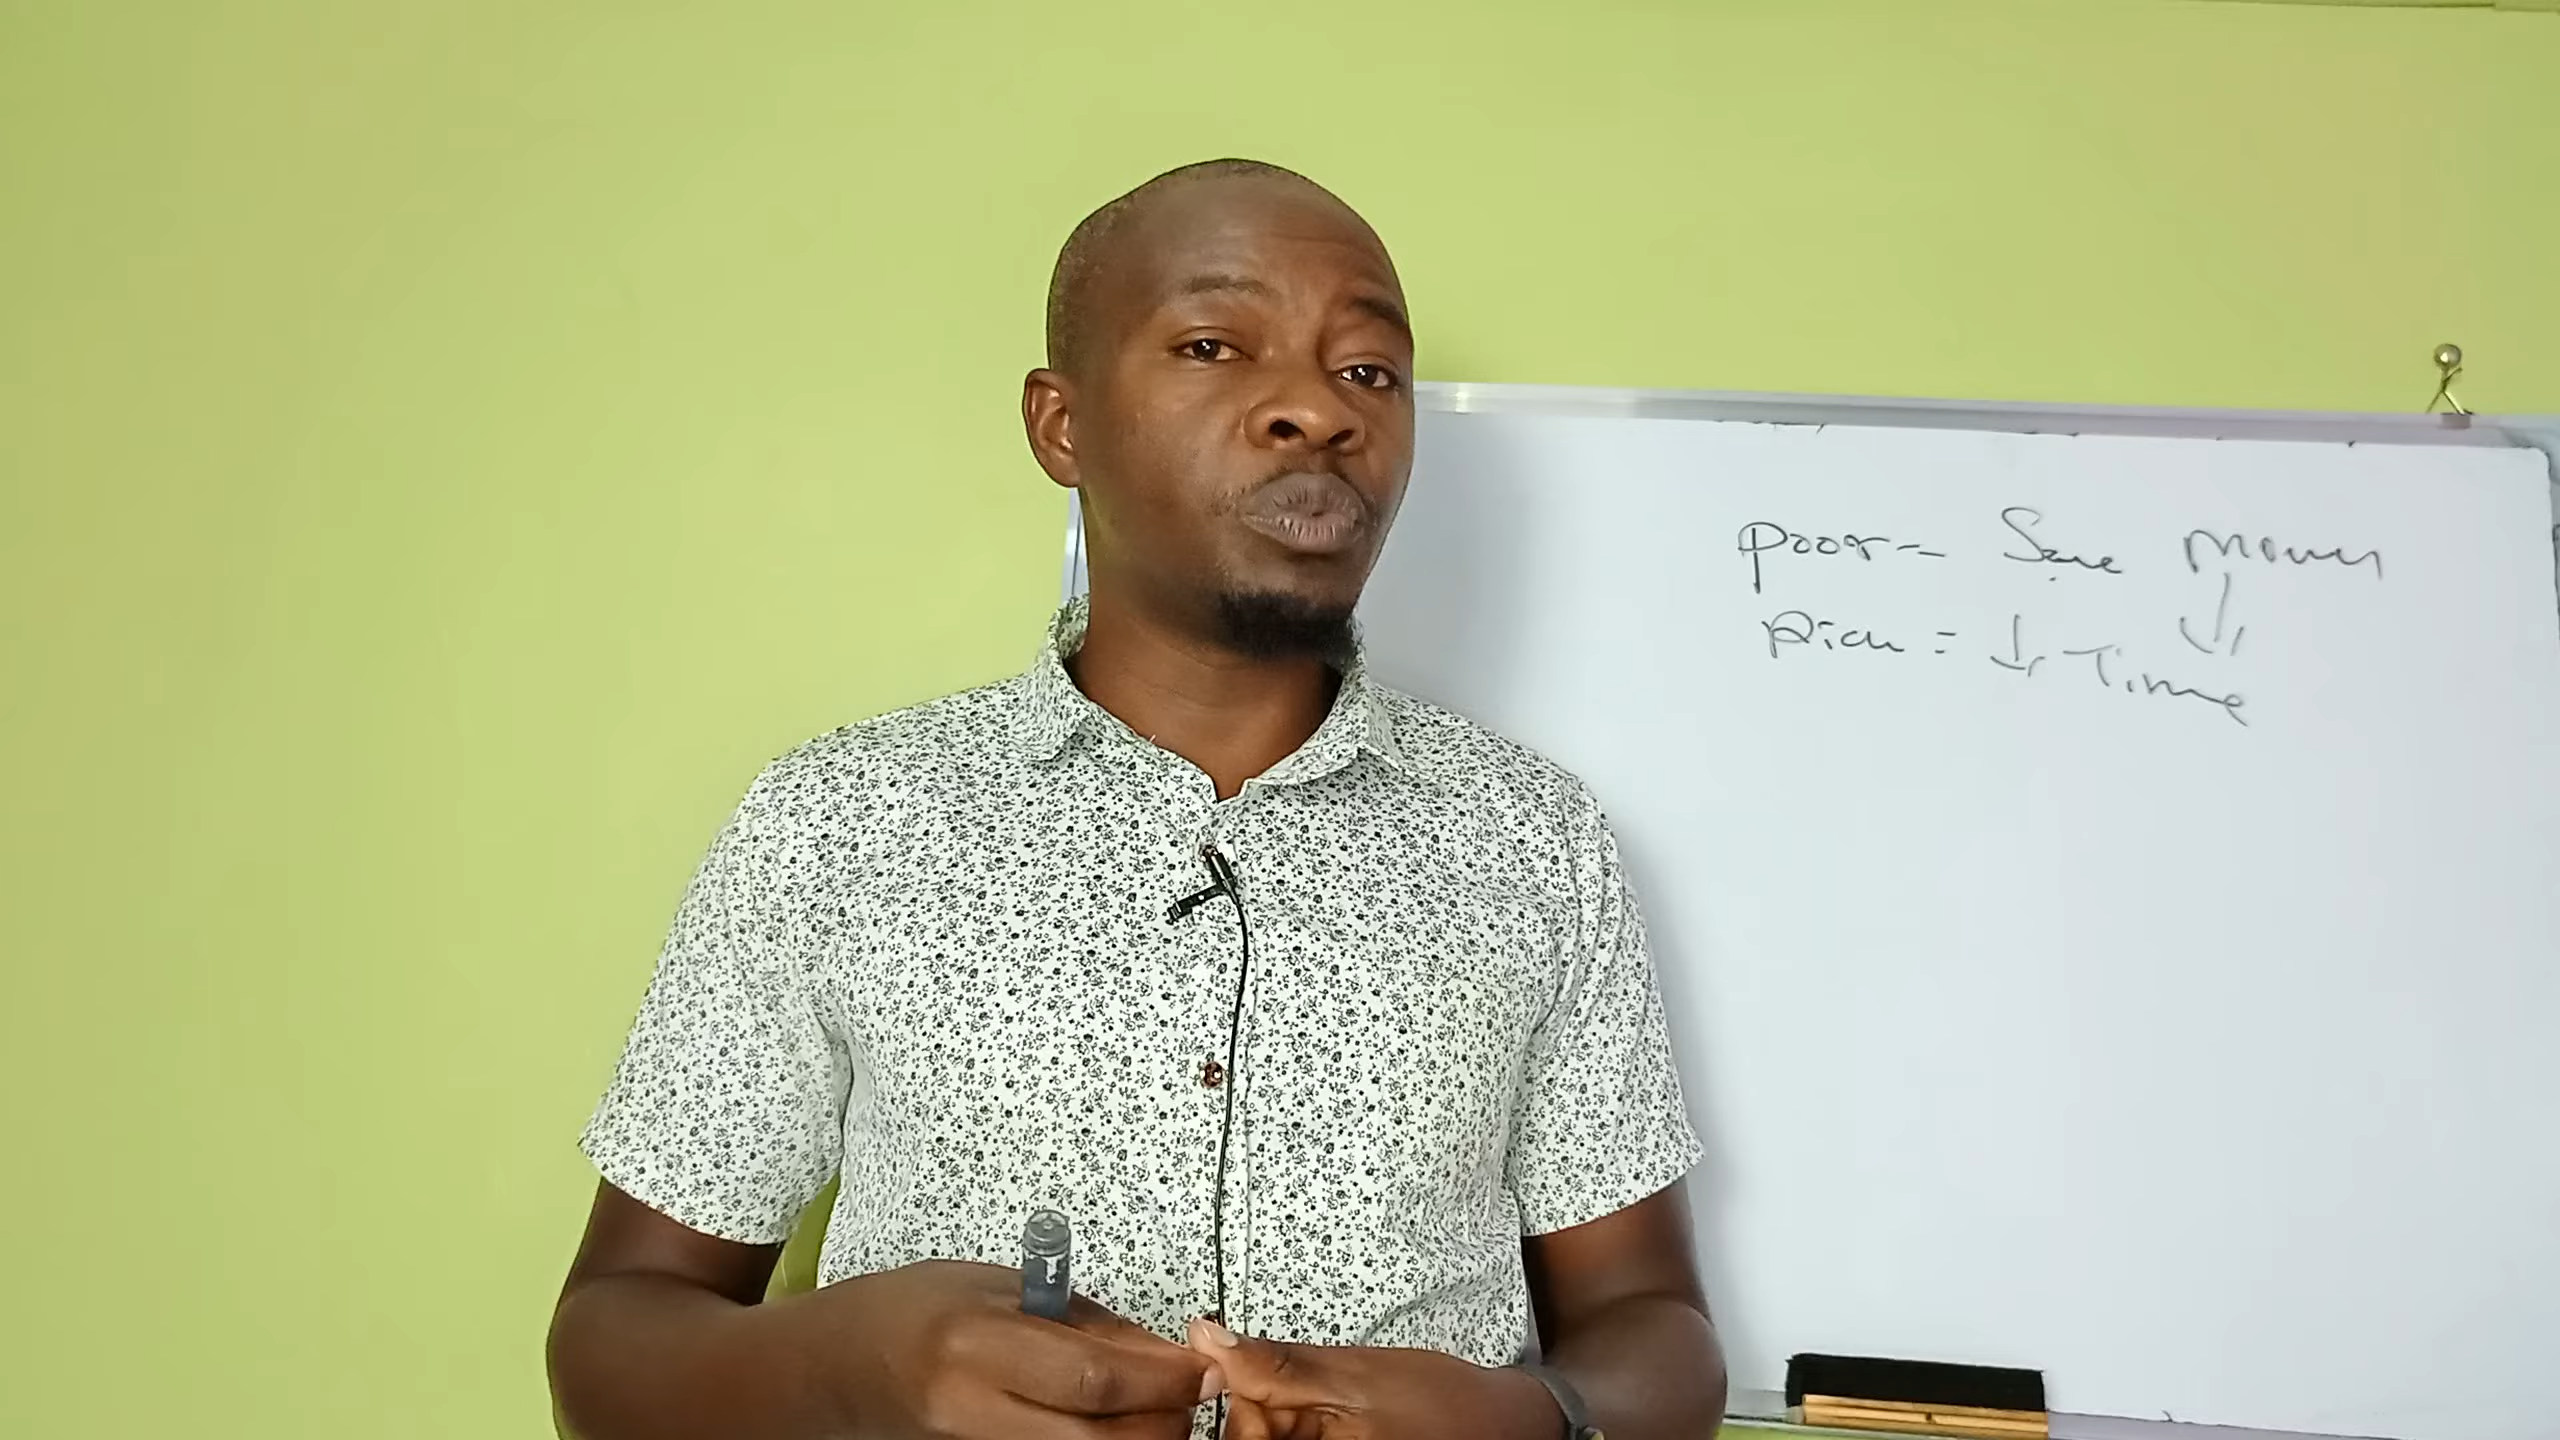 Poor = Save money
Rich = ↓ Time